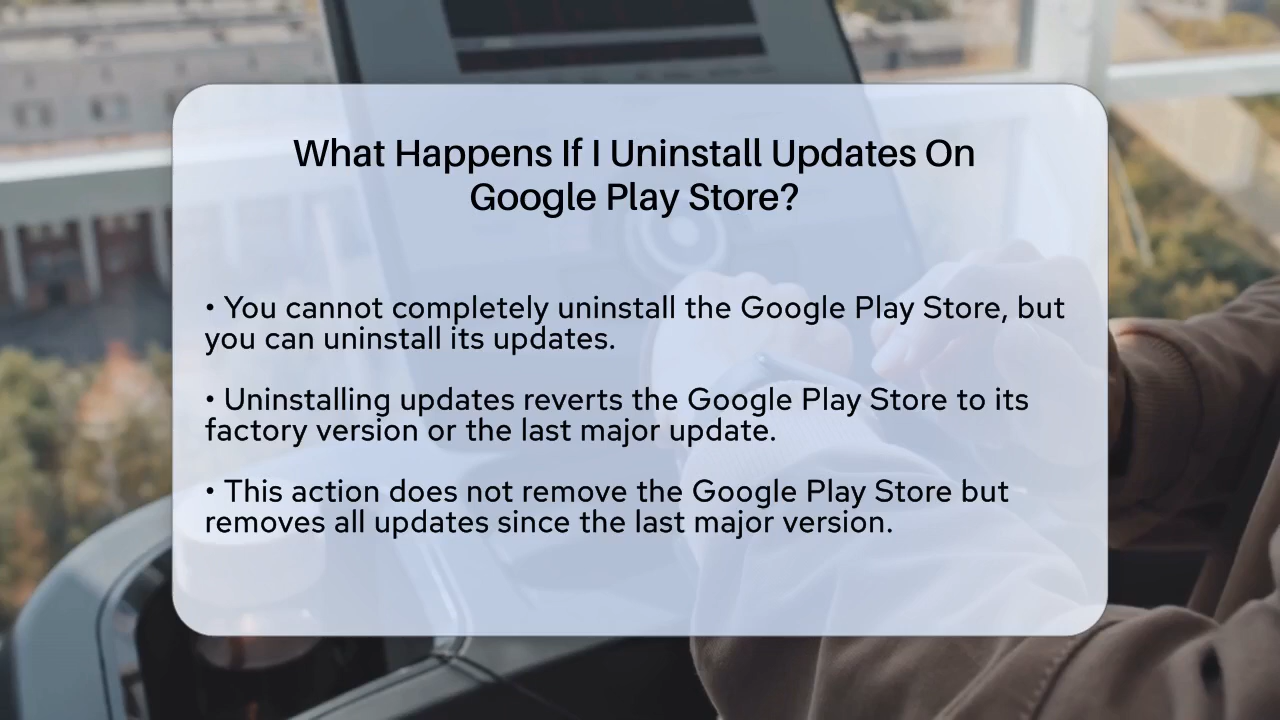 What Happens If I Uninstall Updates On
Google Play Store?
• You cannot completely uninstall the Google Play Store, but
you can uninstall its updates.
• Uninstalling updates reverts the Google Play Store to its
factory version or the last major update.
• This action does not remove the Google Play Store but
removes all updates since the last major version.